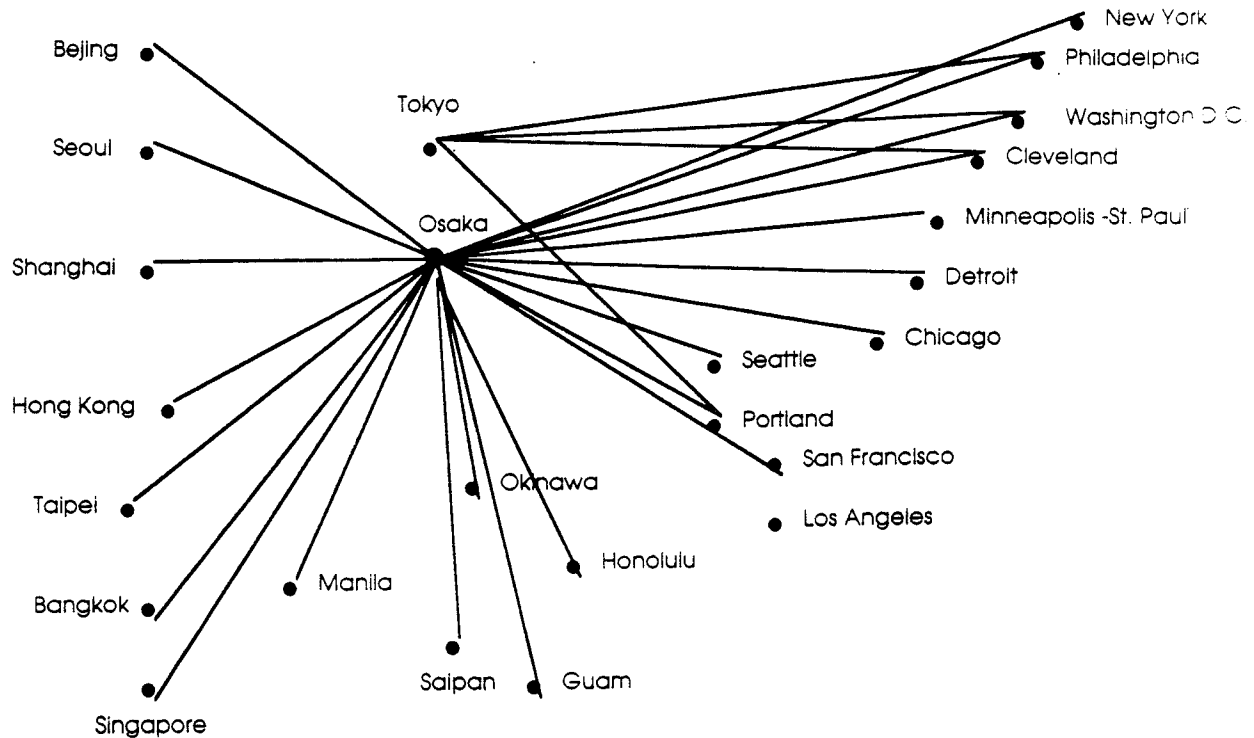 New York
Bejing
Philadelphia
Tokyo
Washington D C
Seoul
Cleveland
Osaka
Minneapolis -St. Paul
Shanghai
Detroit
Chicago
Seattle
Hong Kong
Portland
San Francisco
Okinawa
Taipei
Los Angeles
Honolulu
Manila
Bangkok
Saipan
Guam
Singapore